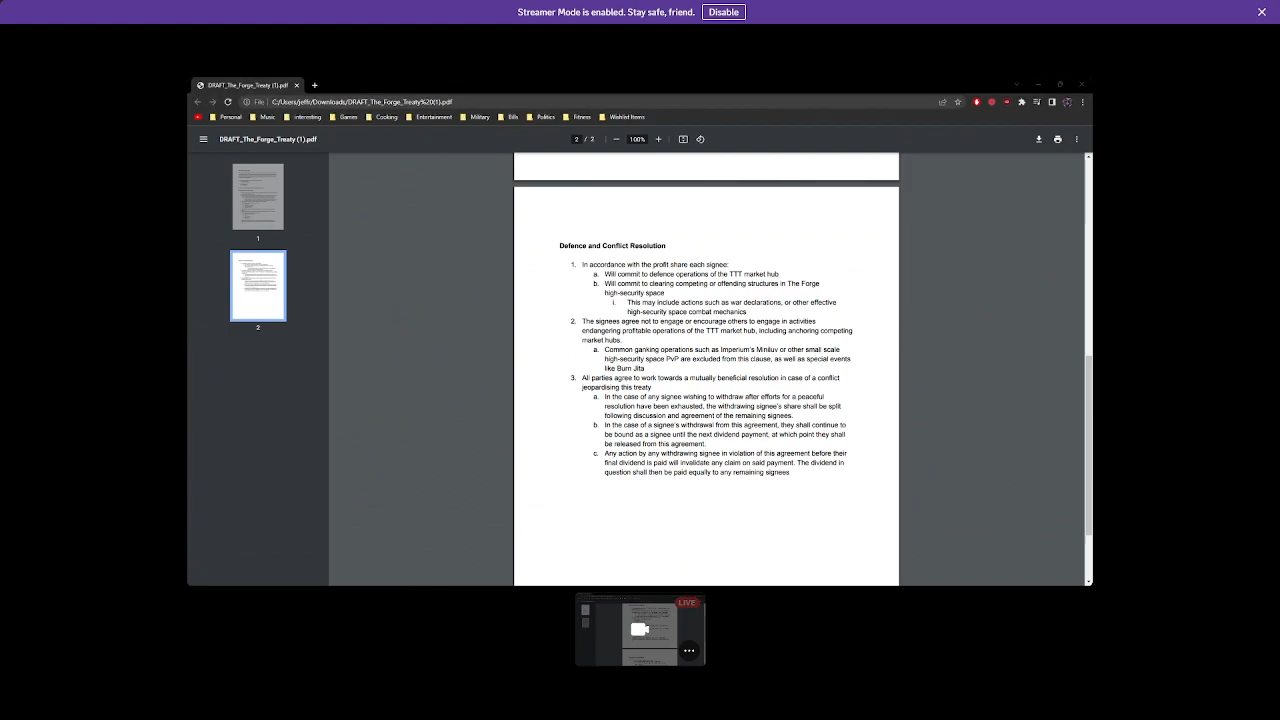 Streamer Mode is enabled. Stay safe, friend. Disable
DRAFT_The_Forge_Treaty (1).pdf
File C:/Users/jeffr/Downloads/DRAFT_The_Forge_Treaty%20(1).pdf
Personal Music interesting Games Cooking Entertainment Military Bills Politics Fitness Wishlist Items
DRAFT_The_Forge_Treaty (1).pdf 2 / 2 100%
1
2
Defence and Conflict Resolution
1. In accordance with the profit share each signee:
a. Will commit to defence operations of the TTT market hub
b. Will commit to clearing competing or offending structures in The Forge
high-security space
i. This may include actions such as war declarations, or other effective
high-security space combat mechanics
2. The signees agree not to engage or encourage others to engage in activities
endangering profitable operations of the TTT market hub, including anchoring competing
market hubs.
a. Common ganking operations such as Imperium's Miniluv or other small scale
high-security space PvP are excluded from this clause, as well as special events
like Burn Jita
3. All parties agree to work towards a mutually beneficial resolution in case of a conflict
jeopardising this treaty
a. In the case of any signee wishing to withdraw after efforts for a peaceful
resolution have been exhausted, the withdrawing signee's share shall be split
following discussion and agreement of the remaining signees.
b. In the case of a signee's withdrawal from this agreement, they shall continue to
be bound as a signee until the next dividend payment, at which point they shall
be released from this agreement.
c. Any action by any withdrawing signee in violation of this agreement before their
final dividend is paid will invalidate any claim on said payment. The dividend in
question shall then be paid equally to any remaining signees
LIVE